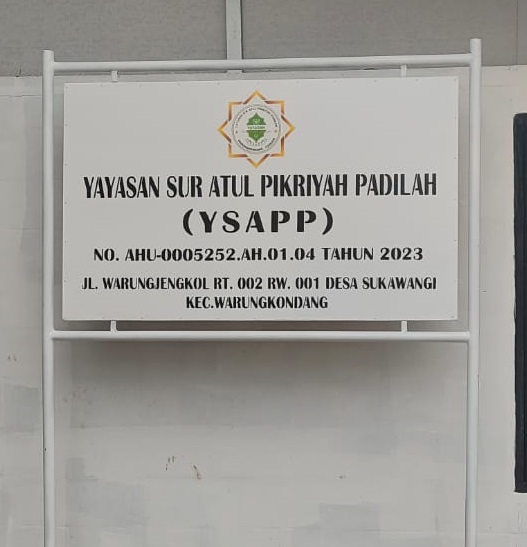 YAYASAN SUR ATUL PIKRIYAH PADILAH
(YSAPP)
NO. AHU-0005252.AH.01.04 TAHUN 2023
JL. WARUNGJENGKOL RT. 002 RW. 001 DESA SUKAWANGI
KEC.WARUNGKONDANG